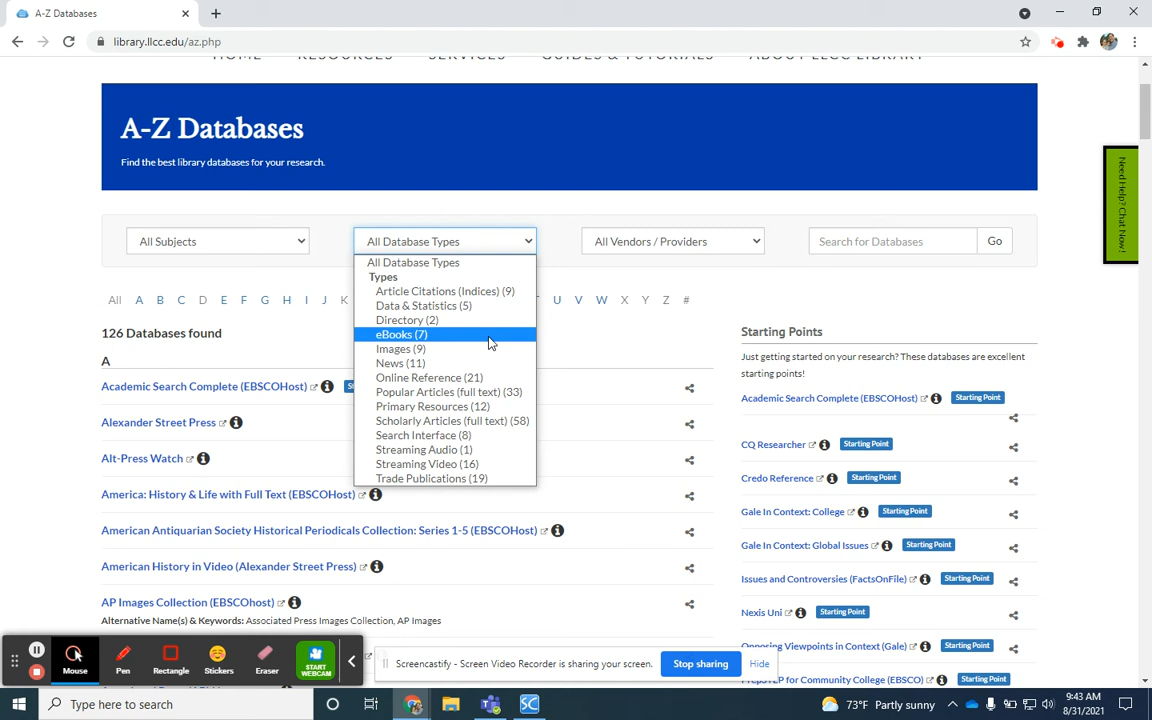 A-Z Databases
library.llcc.edu/az.php
HOME RESOURCES SERVICES GUIDES & TUTORIALS ABOUT LLCC LIBRARY
A-Z Databases
Find the best library databases for your research.
Need Help? Chat Now!
All Subjects All Database Types All Vendors / Providers Search for Databases Go
All Database Types
Types
Article Citations (Indices) (9)
Data & Statistics (5)
Directory (2)
eBooks (7)
Images (9)
News (11)
Online Reference (21)
Popular Articles (full text) (33)
Primary Resources (12)
Scholarly Articles (full text) (58)
Search Interface (8)
Streaming Audio (1)
Streaming Video (16)
Trade Publications (19)
All A B C D E F G H I J K U V W X Y Z #
126 Databases found
A
Academic Search Complete (EBSCOHost)
Alexander Street Press
Alt-Press Watch
America: History & Life with Full Text (EBSCOHost)
American Antiquarian Society Historical Periodicals Collection: Series 1-5 (EBSCOHost)
American History in Video (Alexander Street Press)
AP Images Collection (EBSCOhost)
Alternative Name(s) & Keywords: Associated Press Images Collection, AP Images
Starting Points
Just getting started on your research? These databases are excellent
starting points!
Academic Search Complete (EBSCOHost) Starting Point
CQ Researcher Starting Point
Credo Reference Starting Point
Gale In Context: College Starting Point
Gale In Context: Global Issues Starting Point
Issues and Controversies (FactsOnFile) Starting Point
Nexis Uni Starting Point
Opposing Viewpoints in Context (Gale) Starting Point
PrepSTEP for Community College (EBSCO) Starting Point
Mouse Pen Rectangle Stickers Eraser START
WEBCAM
Screencastify - Screen Video Recorder is sharing your screen. Stop sharing Hide
Type here to search
73°F Partly sunny
9:43 AM
8/31/2021